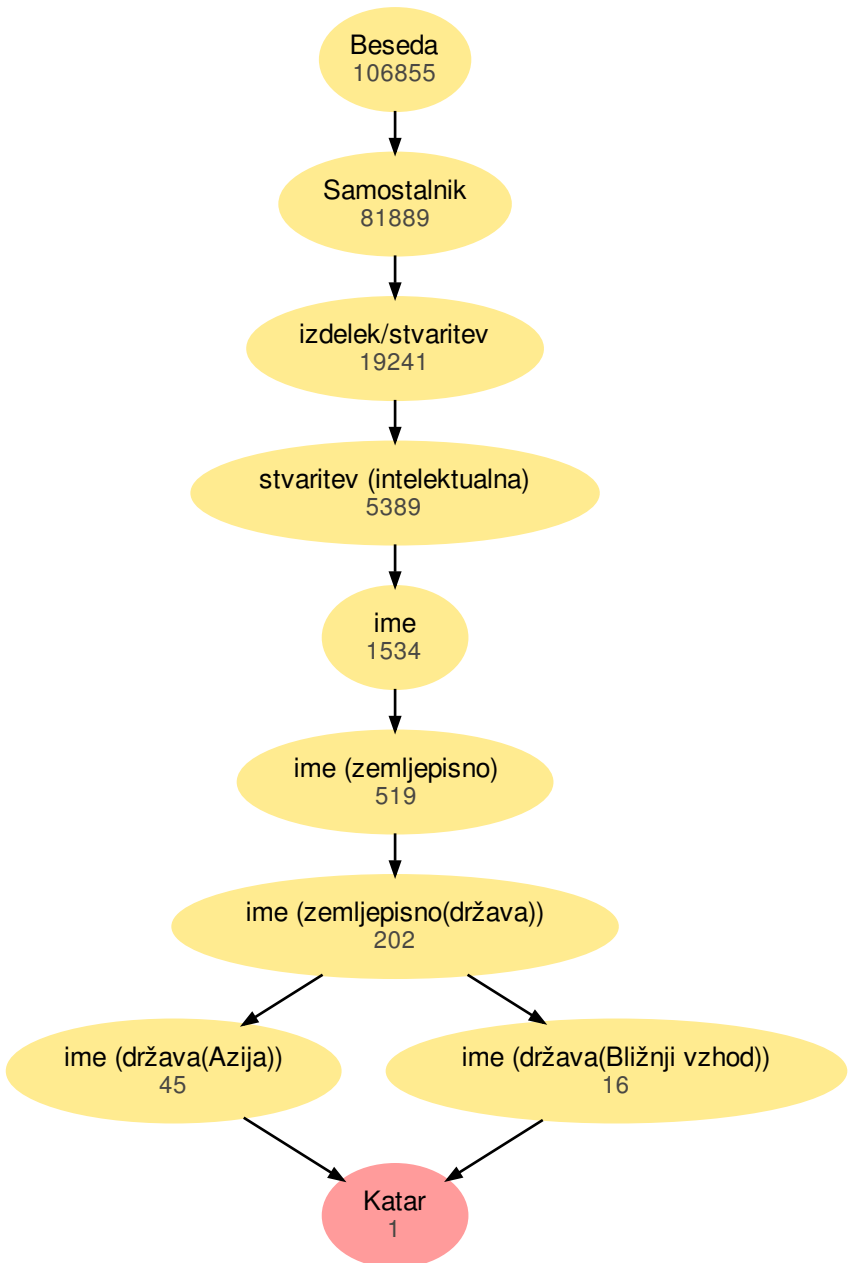 Beseda
106855
Samostalnik
81889
izdelek/stvaritev
19241
stvaritev (intelektualna)
5389
ime
1534
ime (zemljepisno)
519
ime (zemljepisno(država))
202
ime (država(Azija))
45
ime (država(Bližnji vzhod))
16
Katar
1